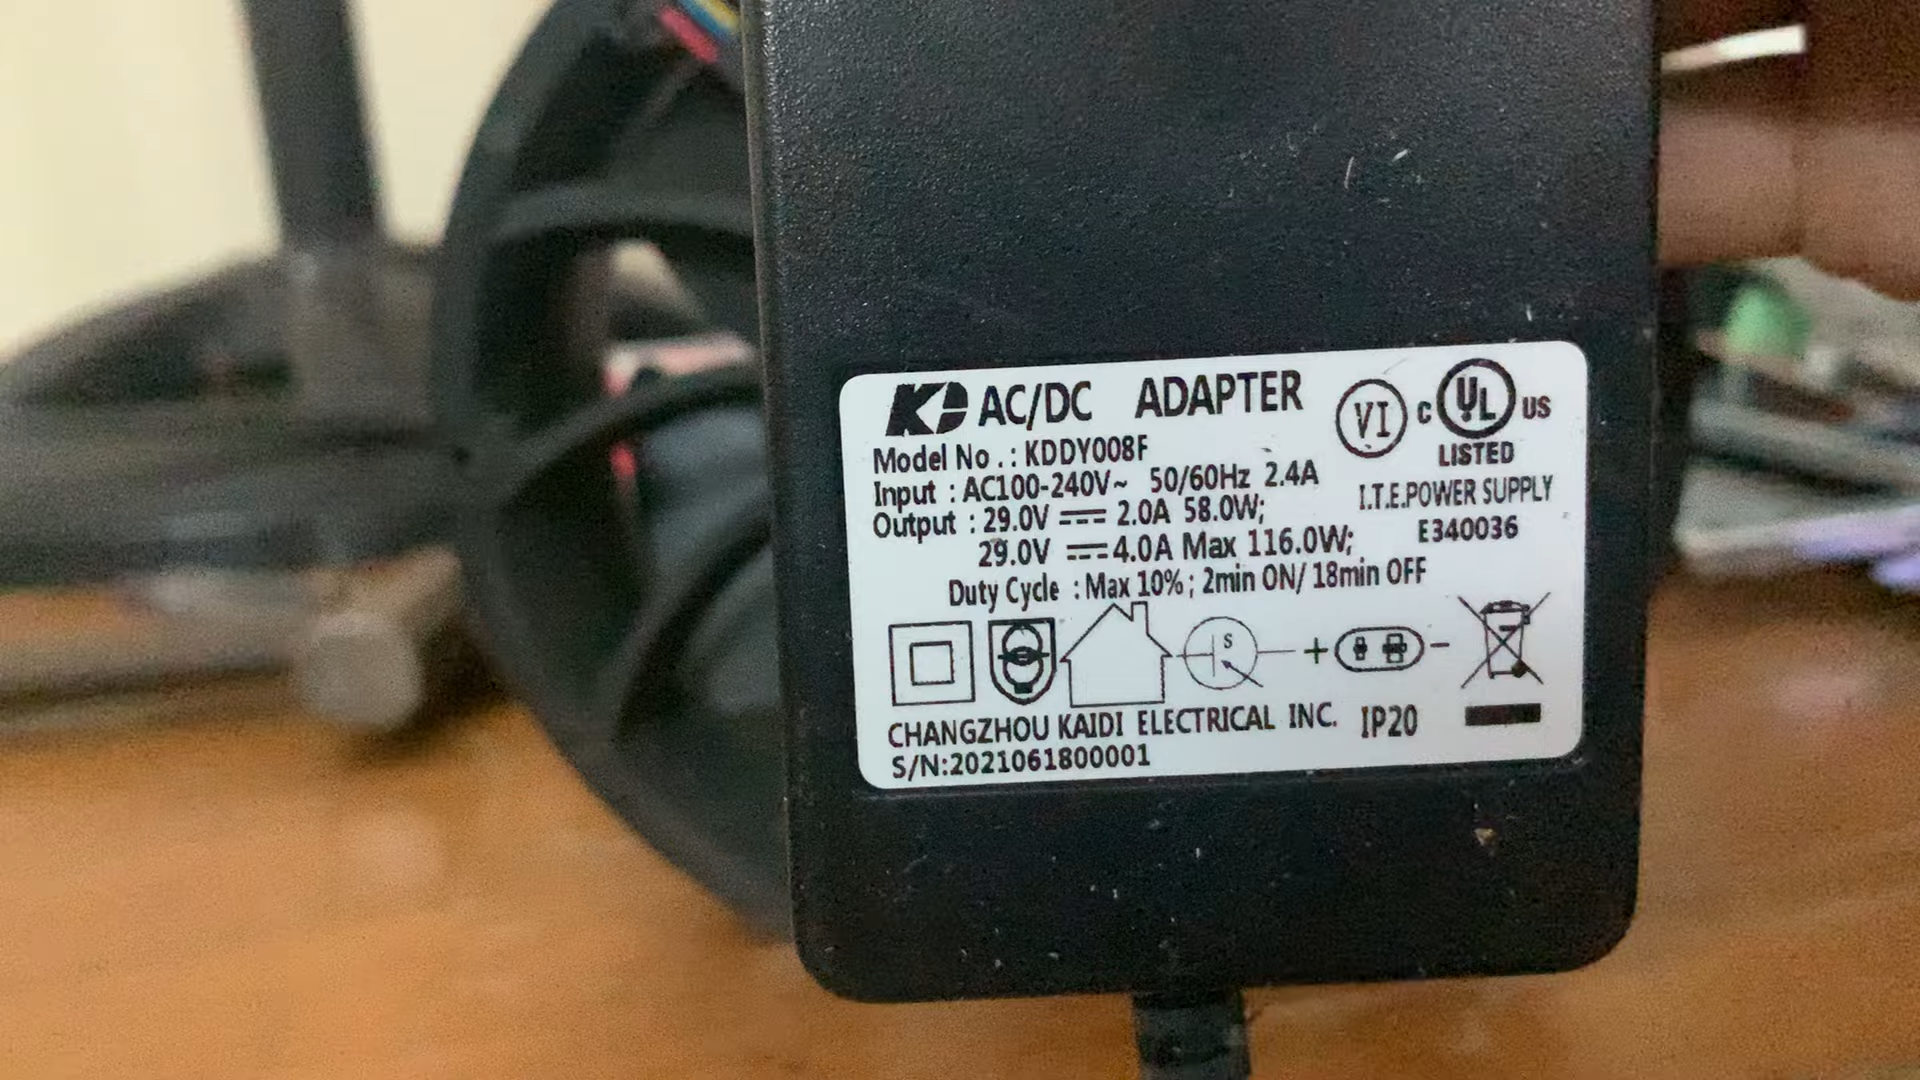 KD AC/DC ADAPTER
VI c UL US
LISTED
Model No.: KDDY008F
Input : AC100-240V~ 50/60Hz 2.4A
I.T.E.POWER SUPPLY
Output : 29.0V ⎓ 2.0A 58.0W;
E340036
29.0V ⎓ 4.0A Max 116.0W;
Duty Cycle : Max 10% ; 2min ON/ 18min OFF
S + -
CHANGZHOU KAIDI ELECTRICAL INC. IP20
S/N:2021061800001